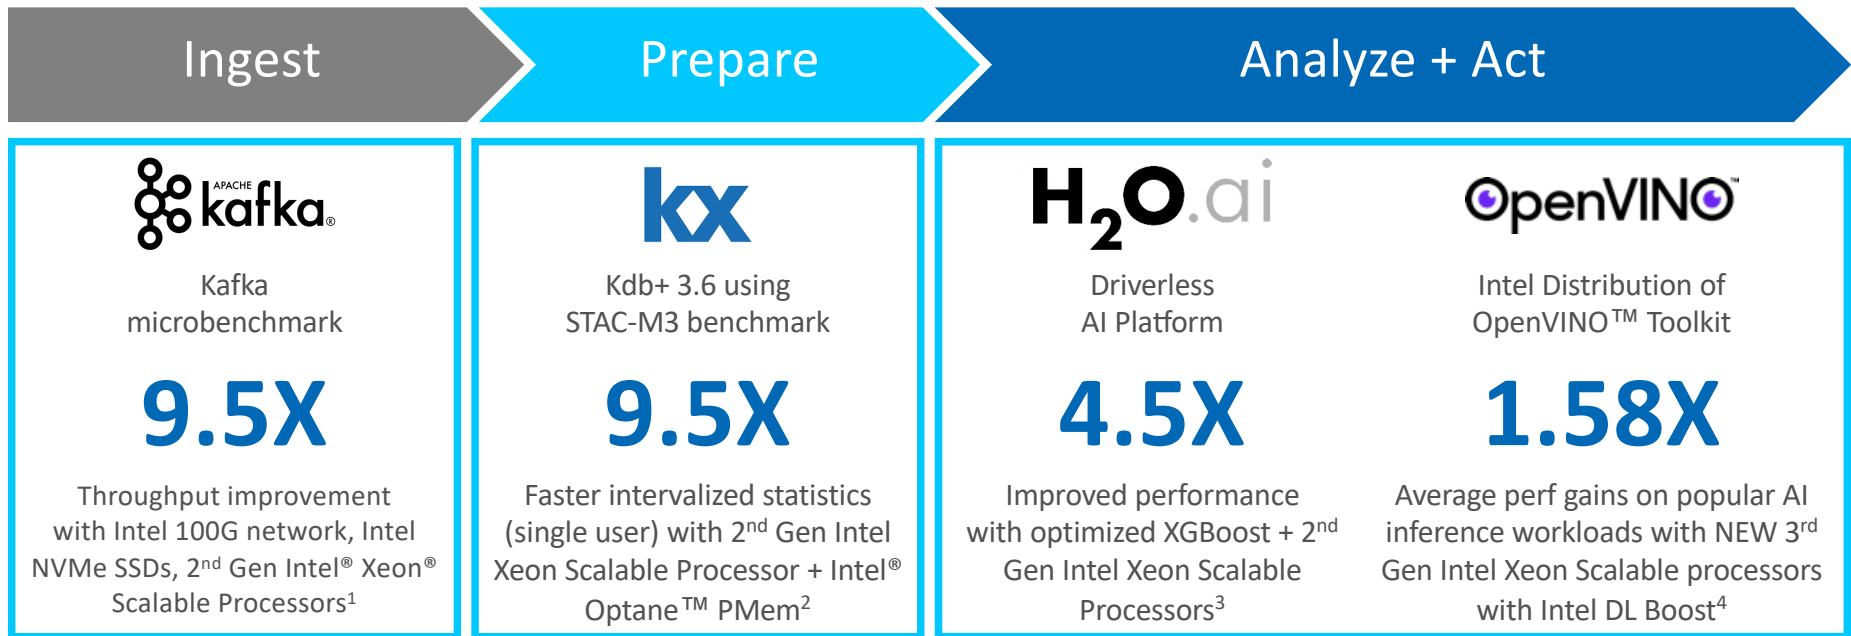 Ingest
Prepare
Analyze + Act
APACHE
kafka®
Kafka
microbenchmark
9.5X
Throughput improvement
with Intel 100G network, Intel
NVMe SSDs, 2nd Gen Intel® Xeon®
Scalable Processors1
kx
Kdb+ 3.6 using
STAC-M3 benchmark
9.5X
Faster intervalized statistics
(single user) with 2nd Gen Intel
Xeon Scalable Processor + Intel®
Optane™ PMem2
H2O.ai
Driverless
AI Platform
4.5X
Improved performance
with optimized XGBoost + 2nd
Gen Intel Xeon Scalable
Processors3
OpenVINO™
Intel Distribution of
OpenVINO™ Toolkit
1.58X
Average perf gains on popular AI
inference workloads with NEW 3rd
Gen Intel Xeon Scalable processors
with Intel DL Boost4